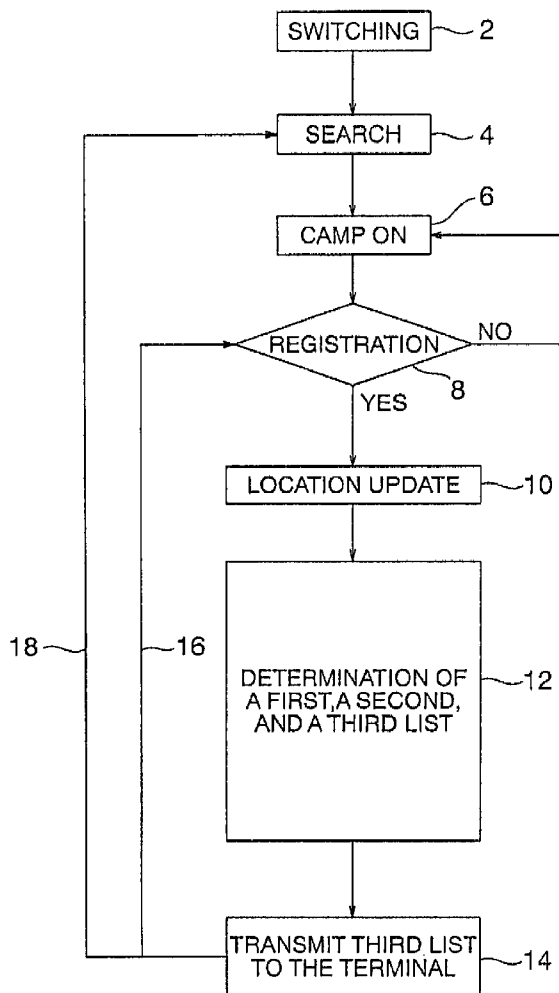 SWITCHING 2
SEARCH 4
6
CAMP ON
REGISTRATION NO
8
YES
LOCATION UPDATE 10
18 16
DETERMINATION OF
A FIRST,A SECOND,
AND A THIRD LIST
12
TRANSMIT THIRD LIST
TO THE TERMINAL
14